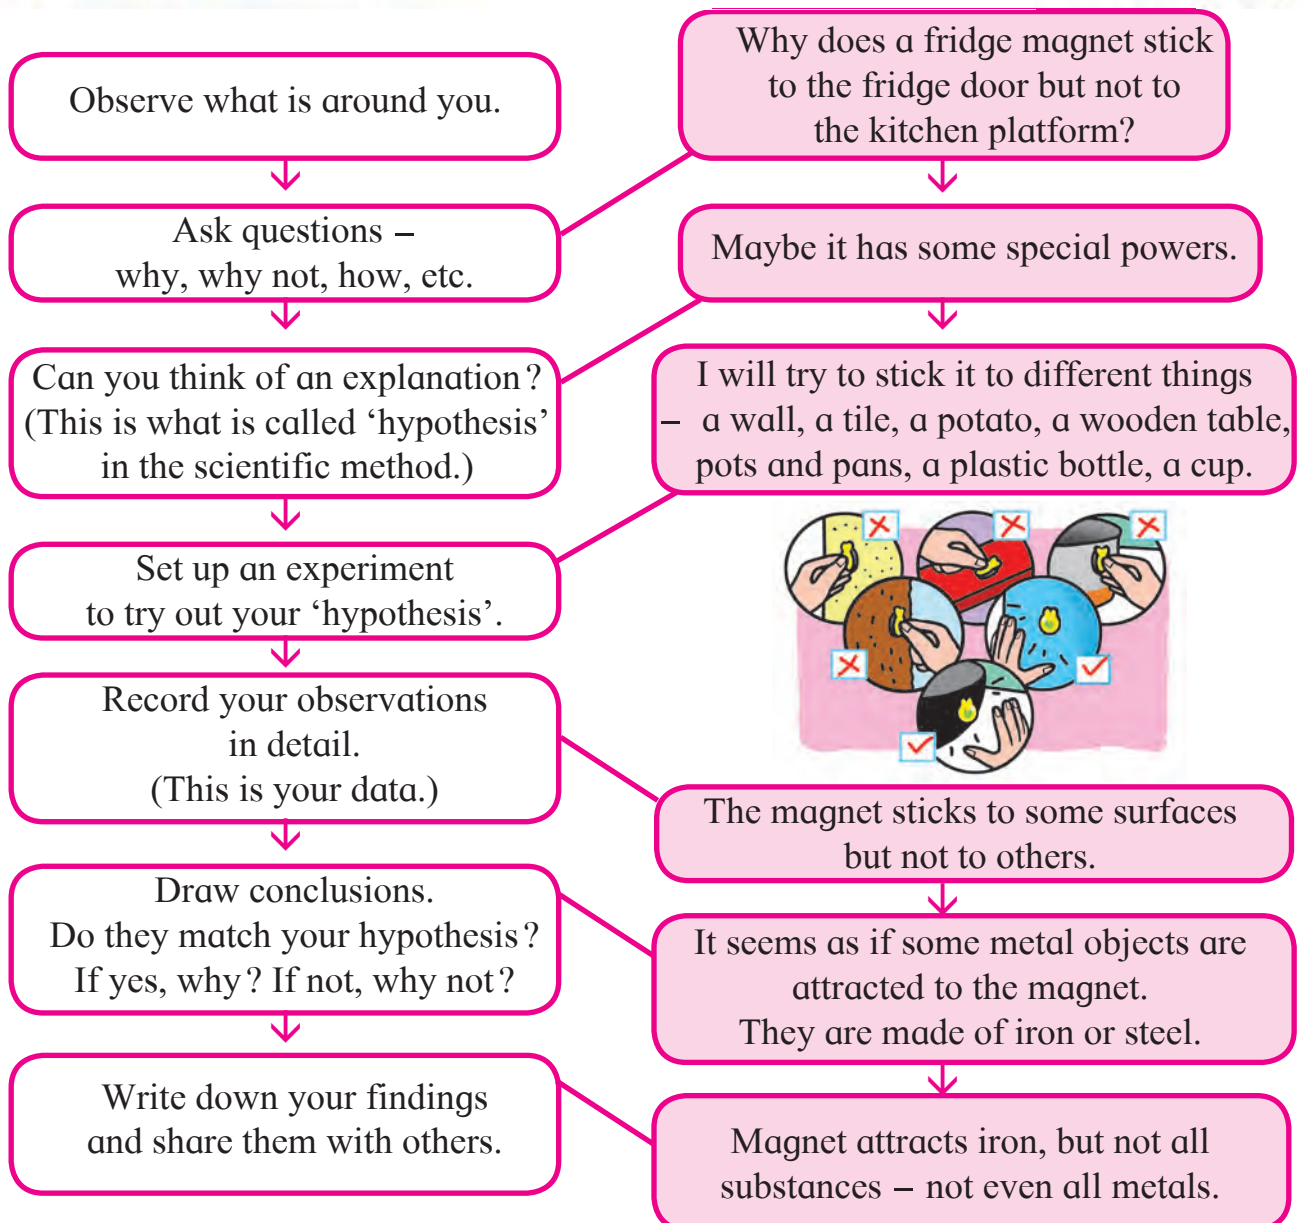 Observe what is around you.
Ask questions –
why, why not, how, etc.
Can you think of an explanation?
(This is what is called ‘hypothesis’
in the scientific method.)
Set up an experiment
to try out your ‘hypothesis’.
Record your observations
in detail.
(This is your data.)
Draw conclusions.
Do they match your hypothesis?
If yes, why? If not, why not?
Write down your findings
and share them with others.
Why does a fridge magnet stick
to the fridge door but not to
the kitchen platform?
Maybe it has some special powers.
I will try to stick it to different things
– a wall, a tile, a potato, a wooden table,
pots and pans, a plastic bottle, a cup.
The magnet sticks to some surfaces
but not to others.
It seems as if some metal objects are
attracted to the magnet.
They are made of iron or steel.
Magnet attracts iron, but not all
substances – not even all metals.